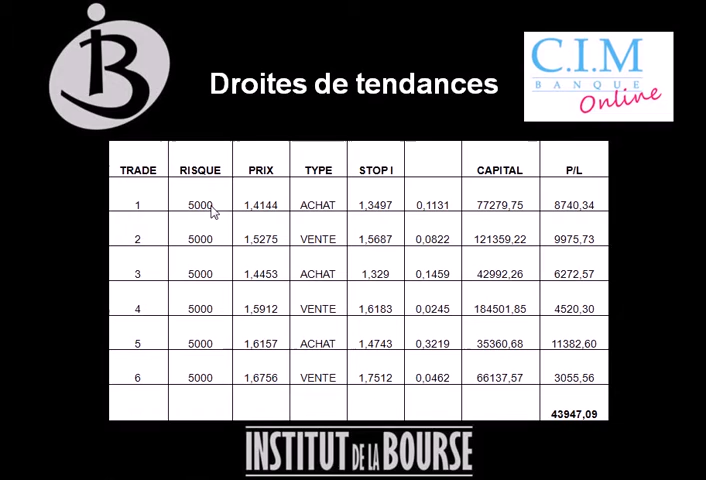 B
Droites de tendances
C.I.M
BANQUE
Online
TRADE RISQUE PRIX TYPE STOP I CAPITAL P/L
1 5000 1,4144 ACHAT 1,3497 0,1131 77279,75 8740,34
2 5000 1,5275 VENTE 1,5687 0,0822 121359,22 9975,73
3 5000 1,4453 ACHAT 1,329 0,1459 42992,26 6272,57
4 5000 1,5912 VENTE 1,6183 0,0245 184501,85 4520,30
5 5000 1,6157 ACHAT 1,4743 0,3219 35360,68 11382,60
6 5000 1,6756 VENTE 1,7512 0,0462 66137,57 3055,56
43947,09
INSTITUT DE LA BOURSE